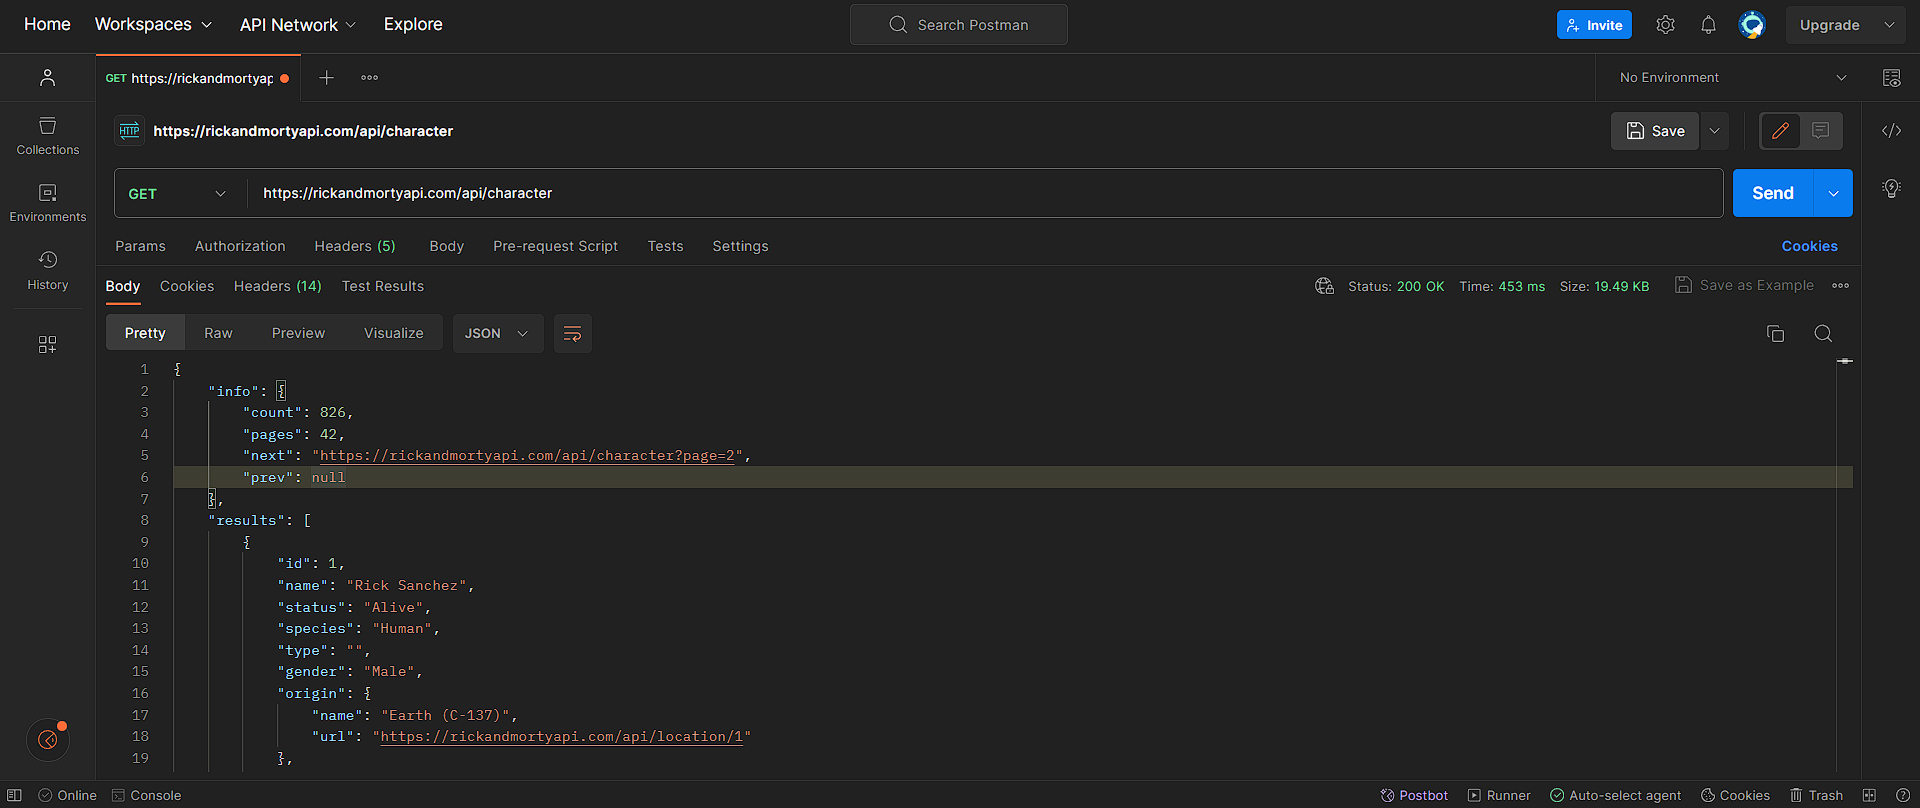 Home Workspaces API Network Explore Search Postman Invite Upgrade
GET https://rickandmortyap No Environment
HTTP https://rickandmortyapi.com/api/character Save
Collections
GET https://rickandmortyapi.com/api/character Send
Environments
Params Authorization Headers (5) Body Pre-request Script Tests Settings Cookies
History
Body Cookies Headers (14) Test Results Status: 200 OK Time: 453 ms Size: 19.49 KB Save as Example
Pretty Raw Preview Visualize JSON
1 {
2 "info": {
3 "count": 826,
4 "pages": 42,
5 "next": "https://rickandmortyapi.com/api/character?page=2",
6 "prev": null
7 },
8 "results": [
9 {
10 "id": 1,
11 "name": "Rick Sanchez",
12 "status": "Alive",
13 "species": "Human",
14 "type": "",
15 "gender": "Male",
16 "origin": {
17 "name": "Earth (C-137)",
18 "url": "https://rickandmortyapi.com/api/location/1"
19 },
Online Console Postbot Runner Auto-select agent Cookies Trash